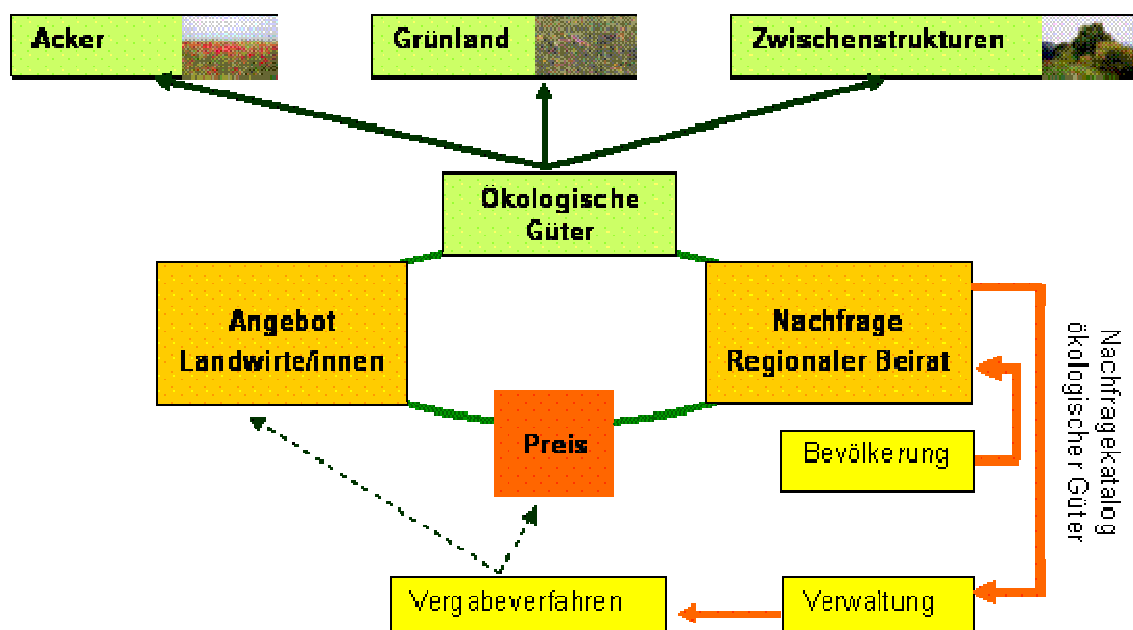 Acker
Grünland
Zwischenstrukturen
Ökologische
Güter
Angebot
Landwirte/innen
Nachfrage
Regionaler Beirat
Preis
Bevölkerung
Nachfragekatalog
ökologischer Güter
Vergabeverfahren
Verwaltung